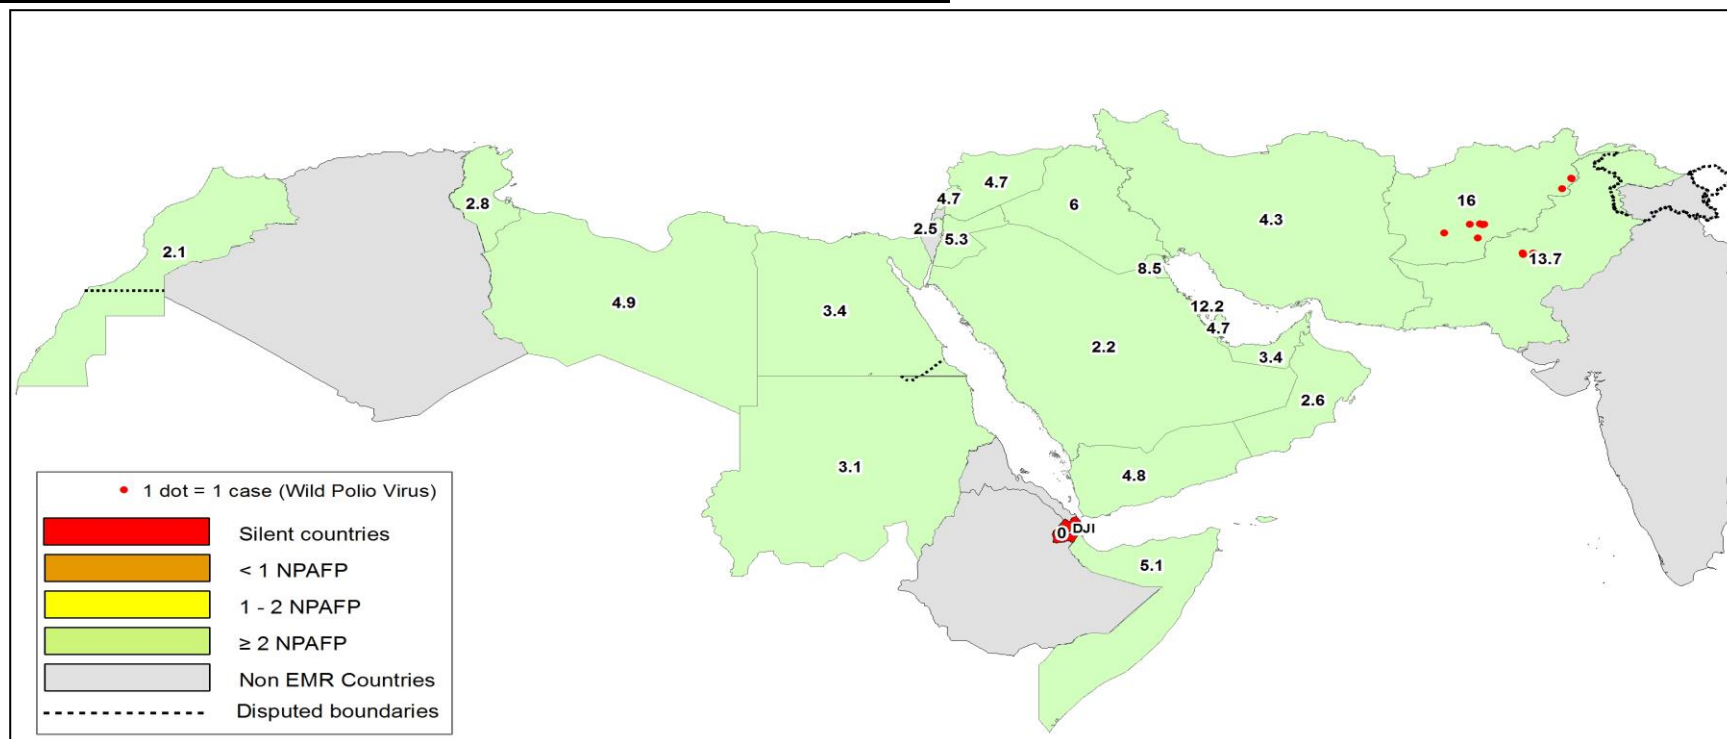 4.7
16
4.7
6
2.8
4.3
2.5
5.3
2.1
13.7
8.5
4.9
12.2
3.4
4.7
2.2
3.4
2.6
3.1
4.8
0
DJI
5.1
1 dot = 1 case (Wild Polio Virus)
Silent countries
< 1 NPAFP
1 - 2 NPAFP
≥ 2 NPAFP
Non EMR Countries
Disputed boundaries